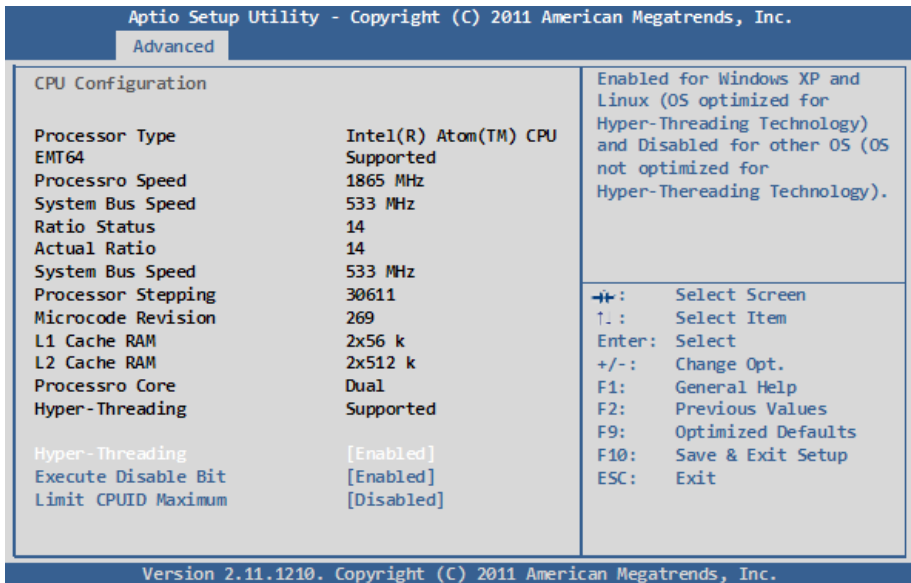 Aptio Setup Utility - Copyright (C) 2011 American Megatrends, Inc.
Advanced
CPU Configuration
Processor Type Intel(R) Atom(TM) CPU
EMT64 Supported
Processro Speed 1865 MHz
System Bus Speed 533 MHz
Ratio Status 14
Actual Ratio 14
System Bus Speed 533 MHz
Processor Stepping 30611
Microcode Revision 269
L1 Cache RAM 2x56 k
L2 Cache RAM 2x512 k
Processro Core Dual
Hyper-Threading Supported
Hyper-Threading [Enabled]
Execute Disable Bit [Enabled]
Limit CPUID Maximum [Disabled]
Enabled for Windows XP and
Linux (OS optimized for
Hyper-Threading Technology)
and Disabled for other OS (OS
not optimized for
Hyper-Thereading Technology).
→←: Select Screen
↑↓: Select Item
Enter: Select
+/-: Change Opt.
F1: General Help
F2: Previous Values
F9: Optimized Defaults
F10: Save & Exit Setup
ESC: Exit
Version 2.11.1210. Copyright (C) 2011 American Megatrends, Inc.